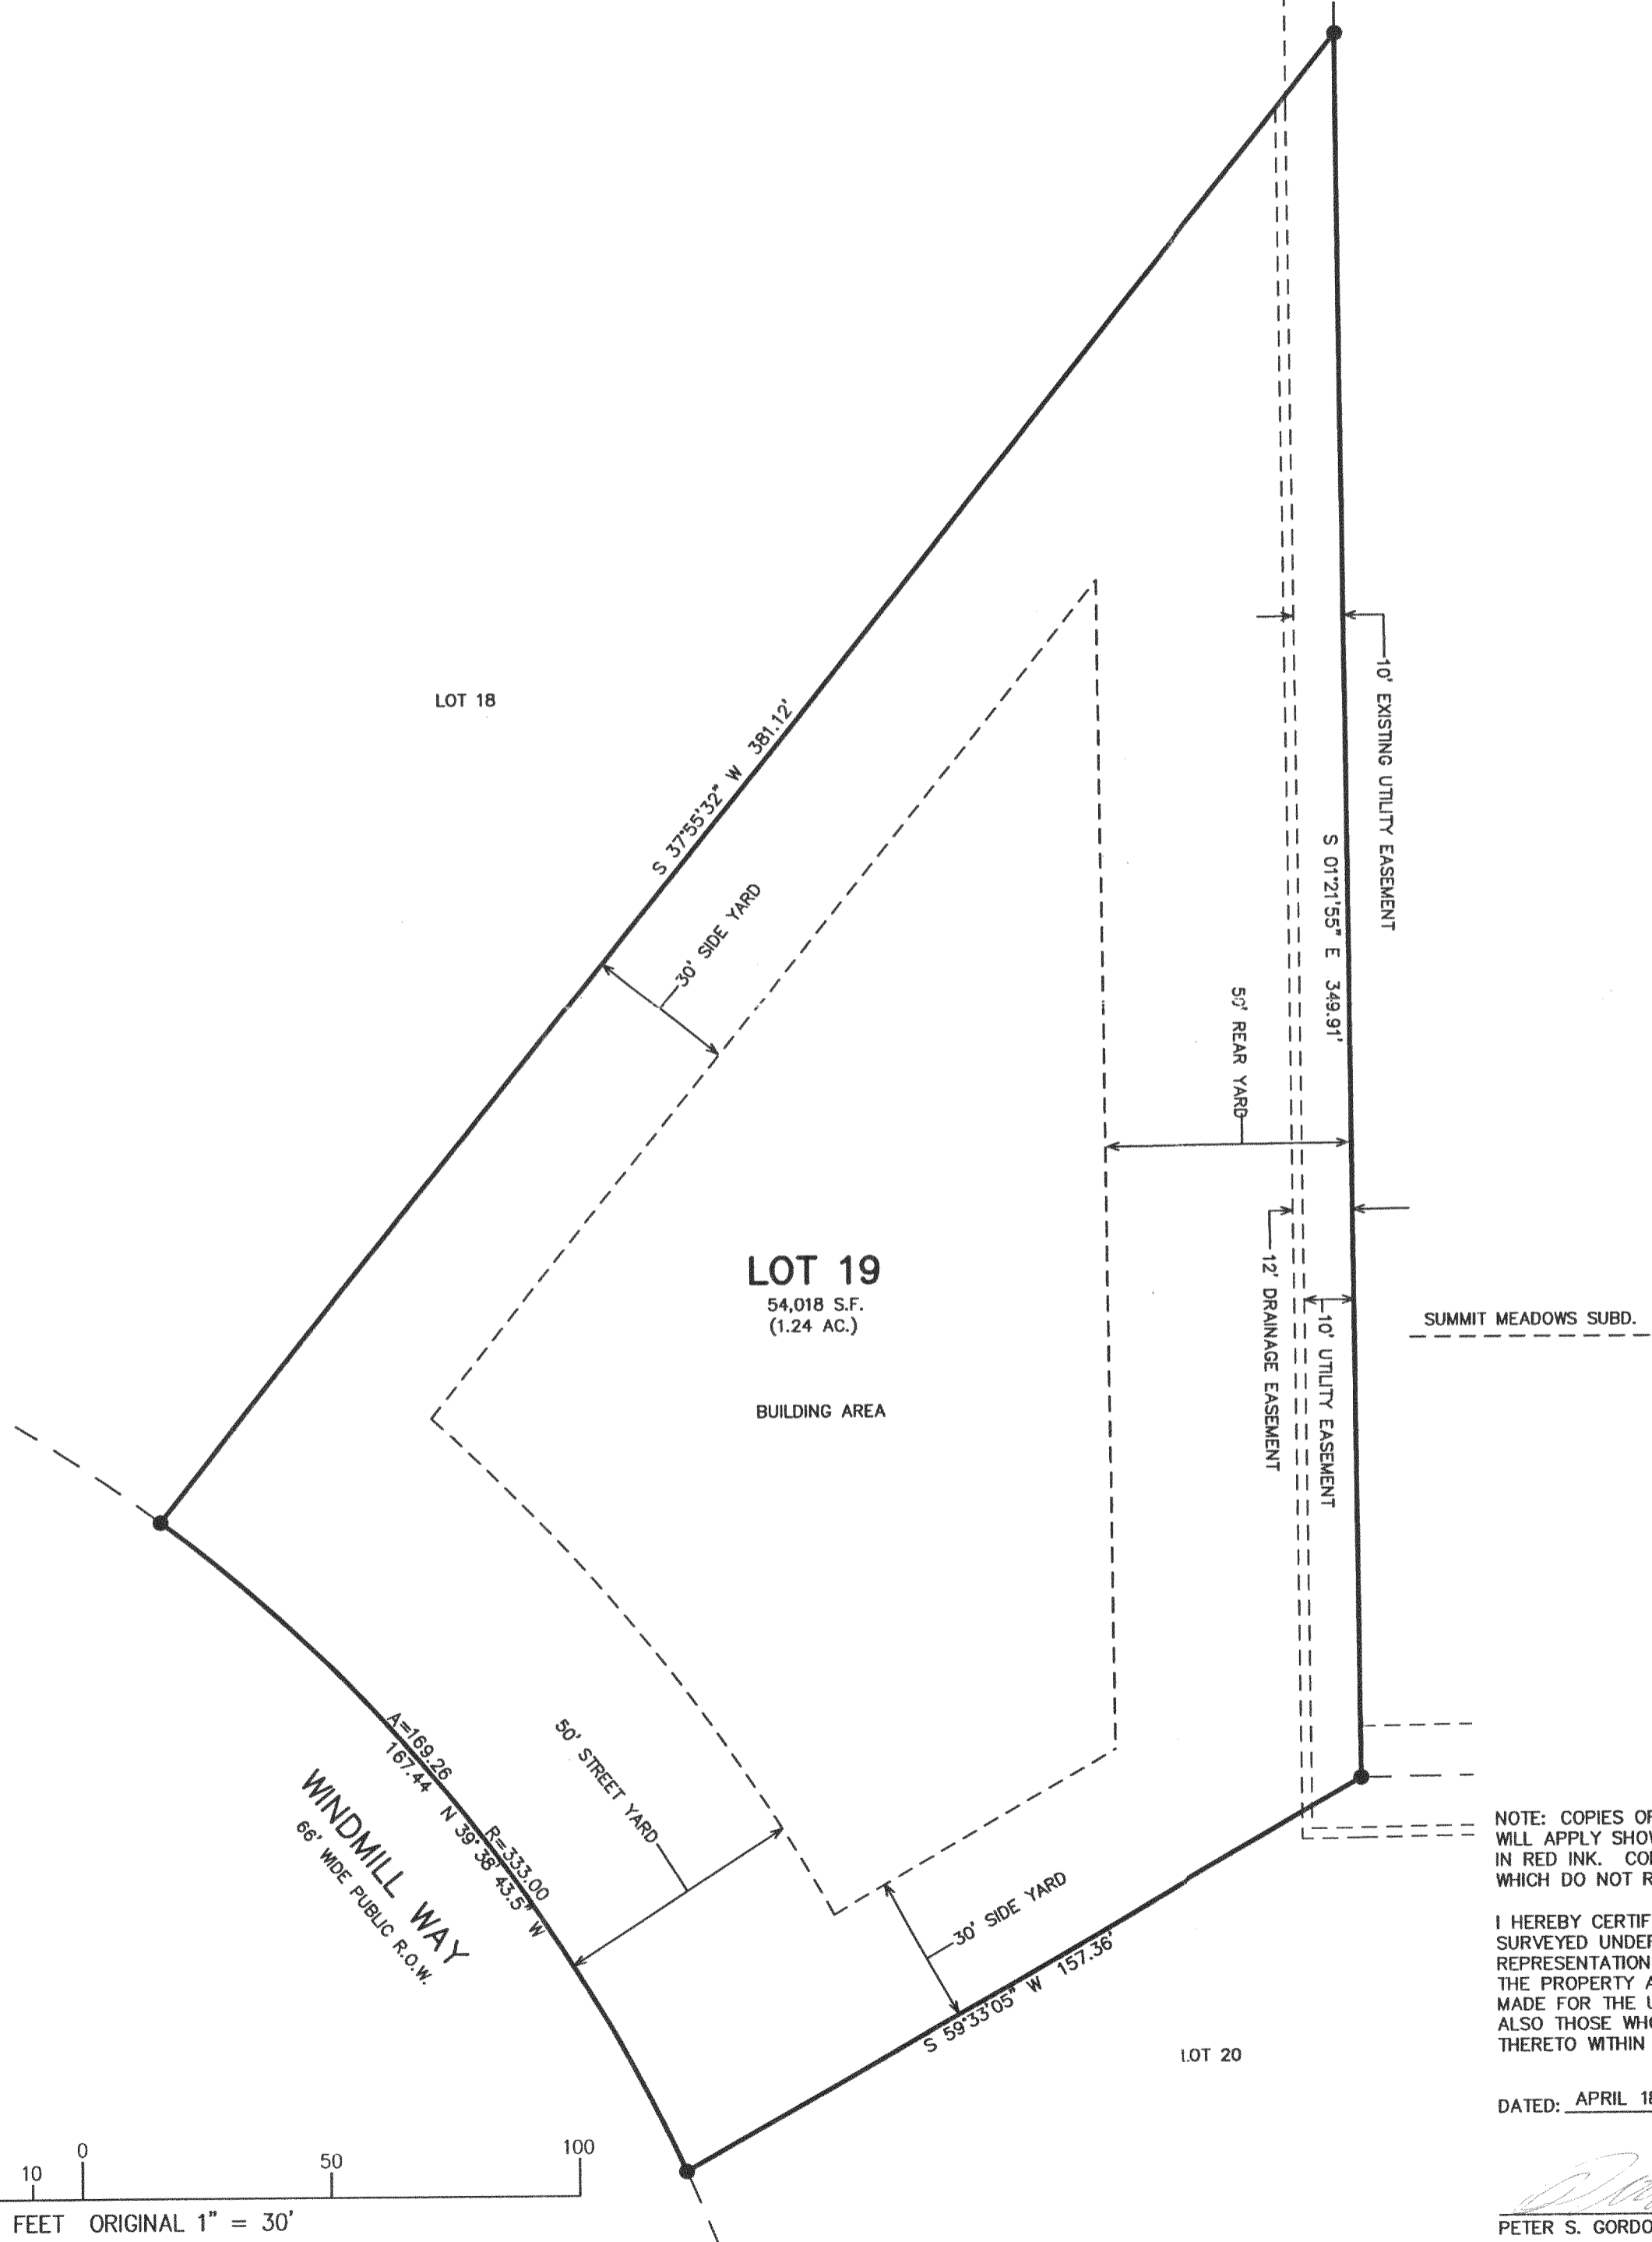 LOT 18
S 37°55'32" W 381.12'
30' SIDE YARD
10' EXISTING UTILITY EASEMENT
S 01°21'55" E 349.91'
50' REAR YARD
LOT 19
54,018 S.F.
(1.24 AC.)
BUILDING AREA
12' DRAINAGE EASEMENT
10' UTILITY EASEMENT
SUMMIT MEADOWS SUBD.
A=169.26
R=333.00
167.44 N 39°38'43.5" W
WINDMILL WAY
66' WIDE PUBLIC R.O.W.
50' STREET YARD
30' SIDE YARD
S 59°33'05" W 157.36'
LOT 20
NOTE: COPIES OF
WILL APPLY SHOW
IN RED INK. COP
WHICH DO NOT R
I HEREBY CERTIF
SURVEYED UNDER
REPRESENTATION
THE PROPERTY A
MADE FOR THE U
ALSO THOSE WHO
THERETO WITHIN
DATED: APRIL 18
PETER S. GORDO
10 0 50 100
FEET ORIGINAL 1" = 30'